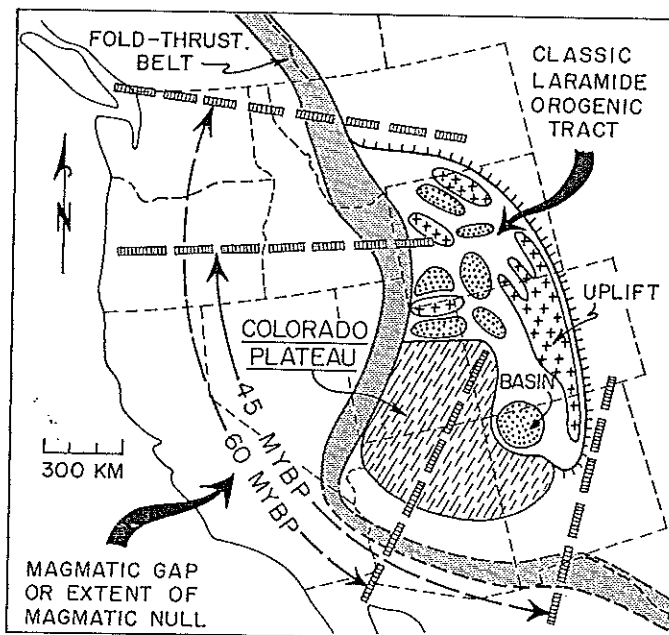 FOLD-THRUST.
BELT
CLASSIC
LARAMIDE
OROGENIC
TRACT
N
UPLIFT
COLORADO
PLATEAU
BASIN
45 MYBP
60 MYBP
300 KM
MAGMATIC GAP
OR EXTENT OF
MAGMATIC NULL